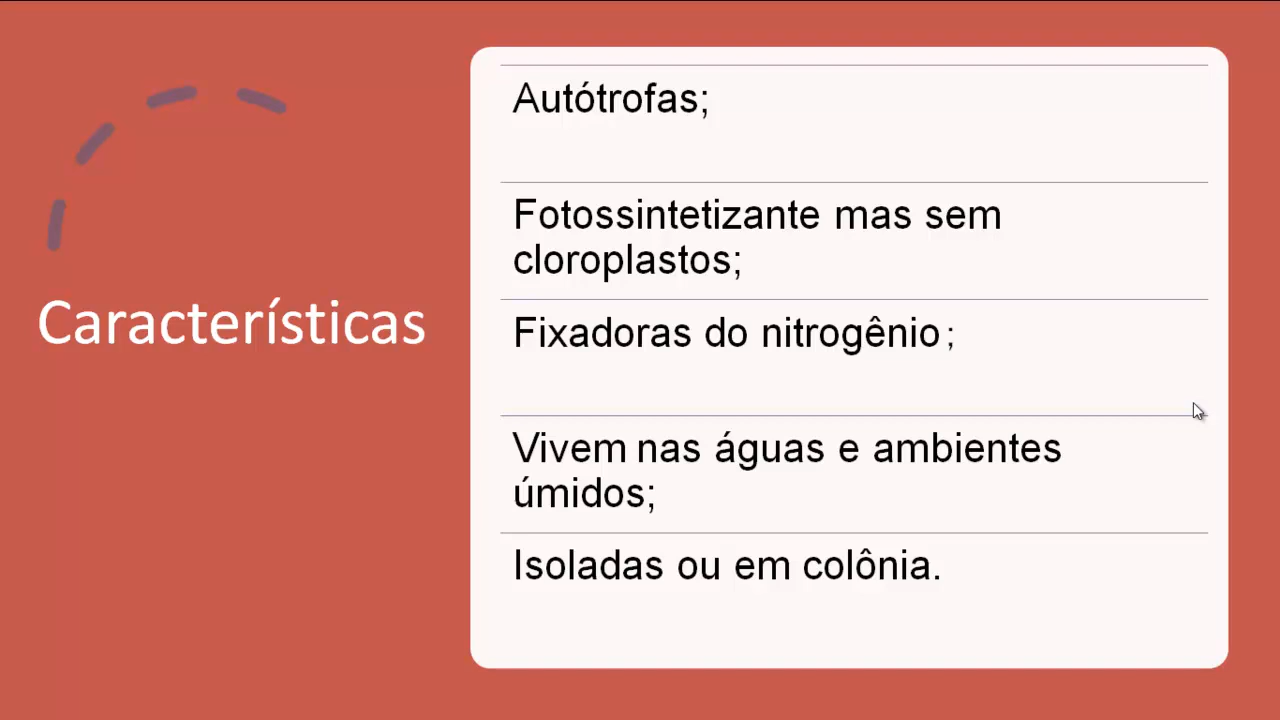 Características
Autótrofas;
Fotossintetizante mas sem
cloroplastos;
Fixadoras do nitrogênio;
Vivem nas águas e ambientes
úmidos;
Isoladas ou em colônia.